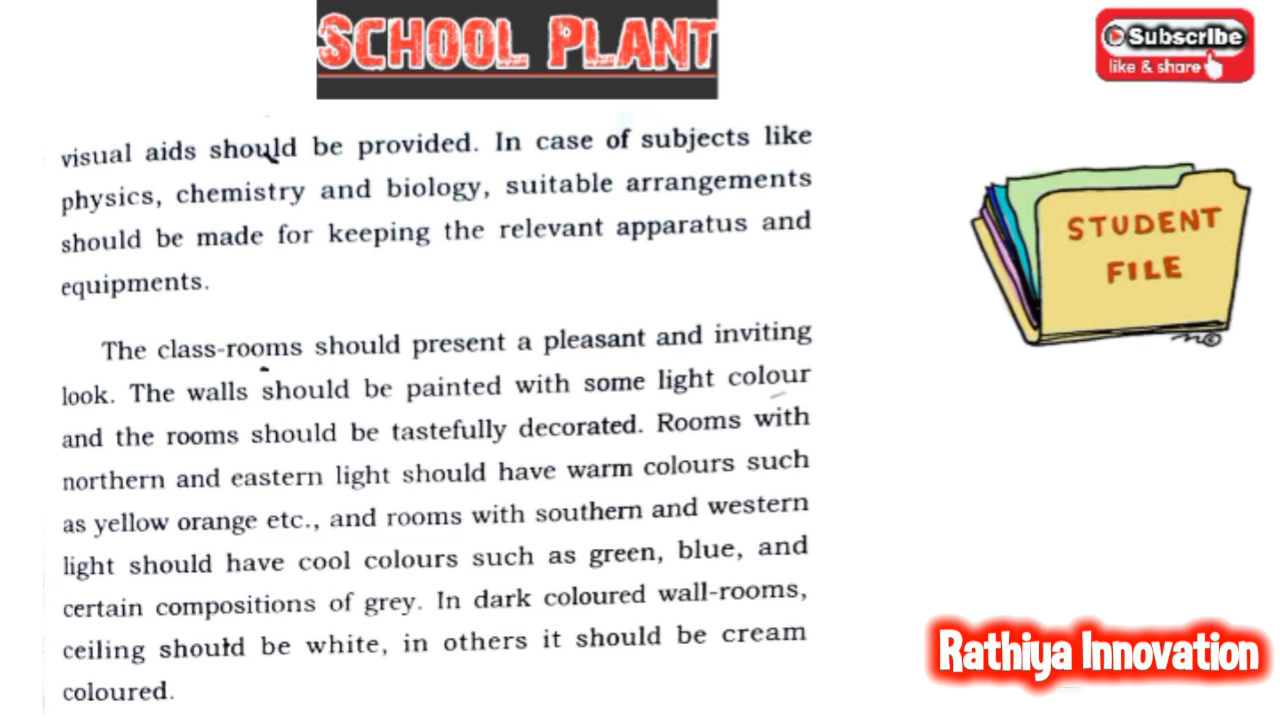 SCHOOL PLANT
Subscribe
like & share
visual aids should be provided. In case of subjects like
physics, chemistry and biology, suitable arrangements
should be made for keeping the relevant apparatus and
equipments.
STUDENT
FILE
The class-rooms should present a pleasant and inviting
look. The walls should be painted with some light colour
and the rooms should be tastefully decorated. Rooms with
northern and eastern light should have warm colours such
as yellow orange etc., and rooms with southern and western
light should have cool colours such as green, blue, and
certain compositions of grey. In dark coloured wall-rooms,
ceiling should be white, in others it should be cream
coloured.
Rathiya Innovation